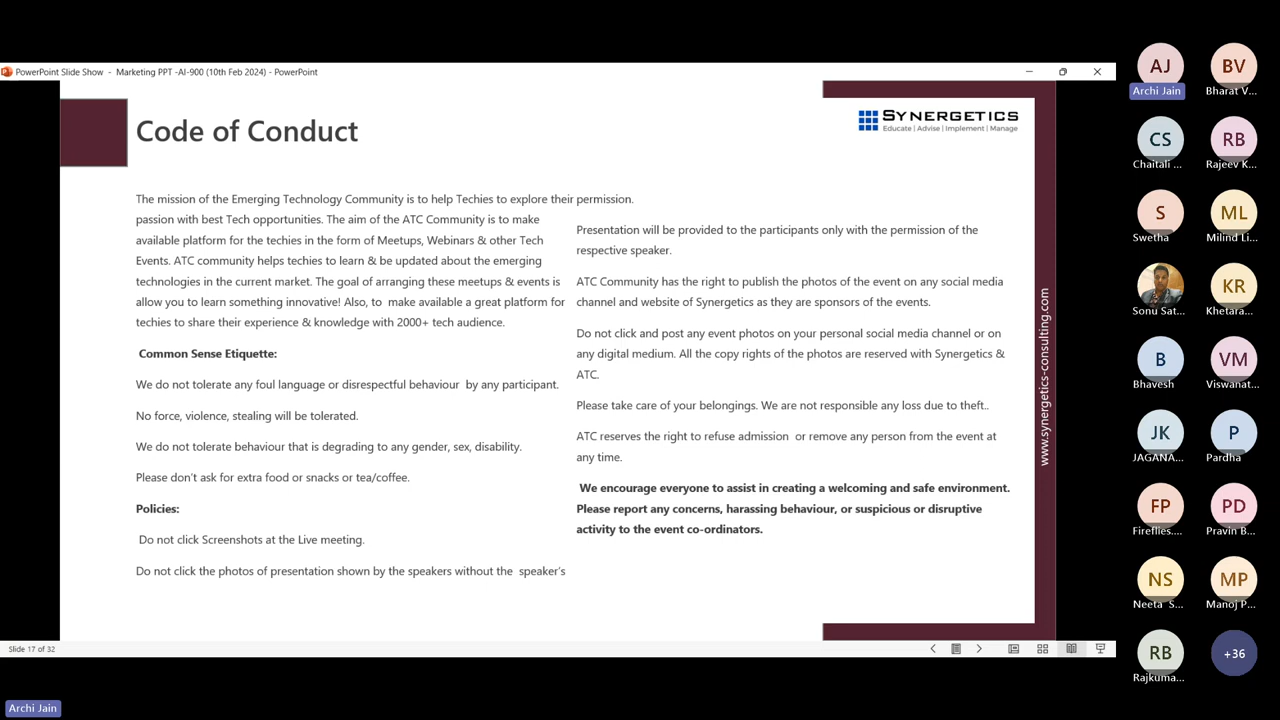 PowerPoint Slide Show - Marketing PPT -AI-900 (10th Feb 2024) - PowerPoint
Code of Conduct
SYNERGETICS
Educate | Advise | Implement | Manage
The mission of the Emerging Technology Community is to help Techies to explore their
passion with best Tech opportunities. The aim of the ATC Community is to make
available platform for the techies in the form of Meetups, Webinars & other Tech
Events. ATC community helps techies to learn & be updated about the emerging
technologies in the current market. The goal of arranging these meetups & events is
allow you to learn something innovative! Also, to make available a great platform for
techies to share their experience & knowledge with 2000+ tech audience.
Common Sense Etiquette:
We do not tolerate any foul language or disrespectful behaviour by any participant.
No force, violence, stealing will be tolerated.
We do not tolerate behaviour that is degrading to any gender, sex, disability.
Please don't ask for extra food or snacks or tea/coffee.
Policies:
Do not click Screenshots at the Live meeting.
Do not click the photos of presentation shown by the speakers without the speaker's
permission.
Presentation will be provided to the participants only with the permission of the
respective speaker.
ATC Community has the right to publish the photos of the event on any social media
channel and website of Synergetics as they are sponsors of the events.
Do not click and post any event photos on your personal social media channel or on
any digital medium. All the copy rights of the photos are reserved with Synergetics &
ATC.
Please take care of your belongings. We are not responsible any loss due to theft..
ATC reserves the right to refuse admission or remove any person from the event at
any time.
We encourage everyone to assist in creating a welcoming and safe environment.
Please report any concerns, harassing behaviour, or suspicious or disruptive
activity to the event co-ordinators.
www.synergetics-consulting.com
Slide 17 of 32
Archi Jain
AJ
Archi Jain
BV
Bharat V...
CS
Chaitali ...
RB
Rajeev K...
S
Swetha
ML
Milind Li...
Sonu Sat...
KR
Khetara...
B
Bhavesh
VM
Viswanat...
JK
JAGANA...
P
Pardha
FP
Fireflies....
PD
Pravin B...
NS
Neeta S...
MP
Manoj P...
RB
Rajkuma...
+36